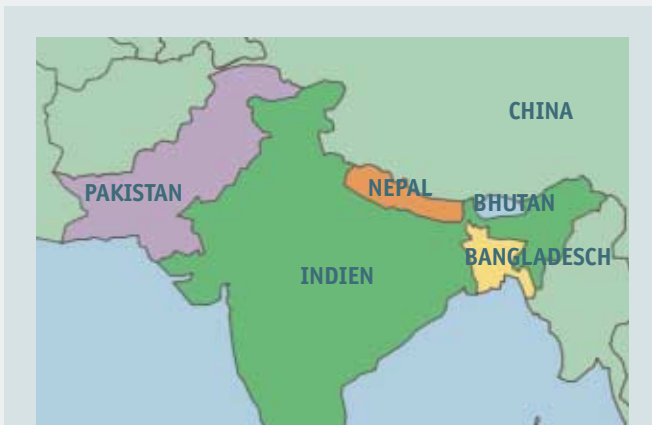 CHINA
PAKISTAN
NEPAL
BHUTAN
BANGLADESCH
INDIEN